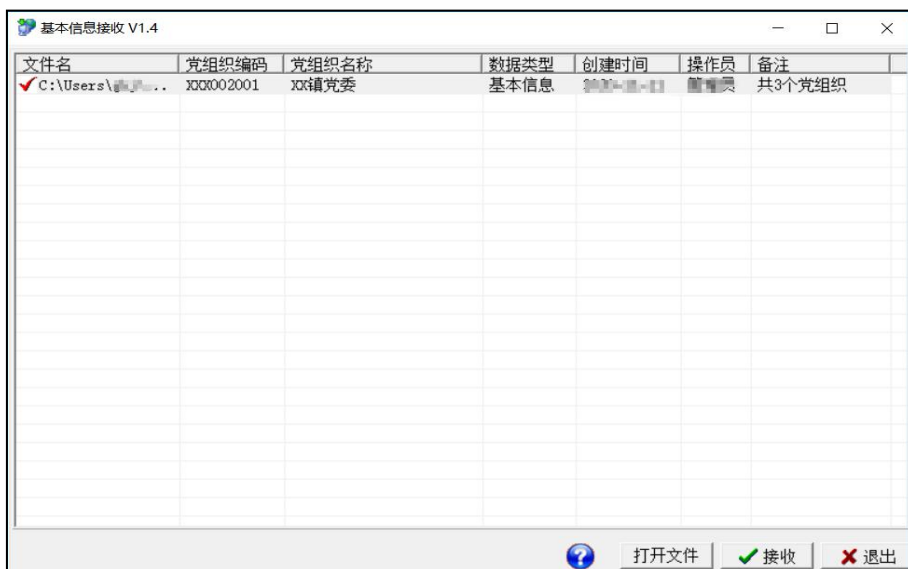 基本信息接收 V1.4
文件名 党组织编码 党组织名称 数据类型 创建时间 操作员 备注
C:\Users\ ... XXX002001 XX镇党委 基本信息 共3个党组织
打开文件 接收 退出